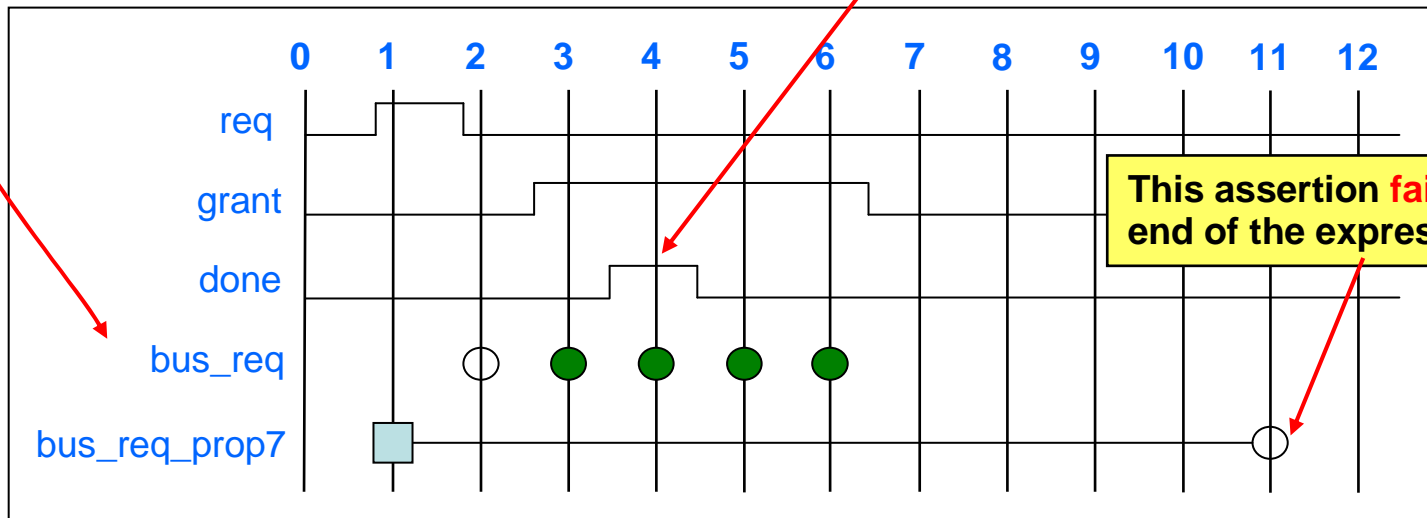 0 1 2 3 4 5 6 7 8 9 10 11 12
req
grant
This assertion
end of the
done
bus_req
bus_req_prop7